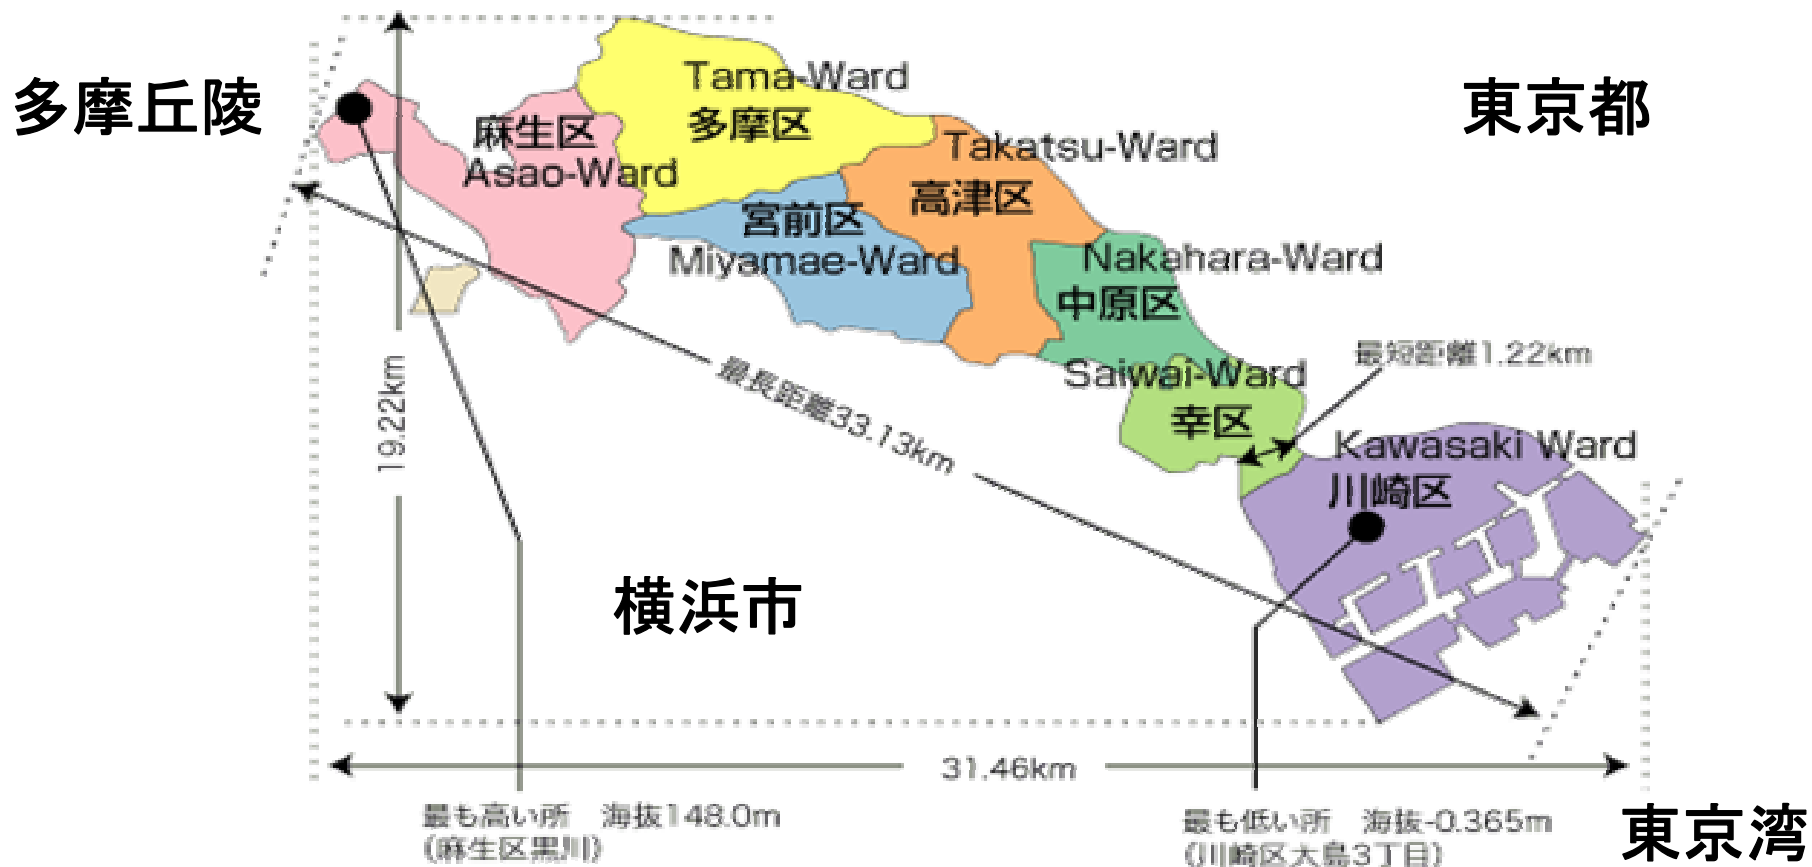 多摩丘陵
東京都
Tama-Ward
多摩区
麻生区
Asao-Ward
Takatsu-Ward
高津区
宮前区
Miyamae-Ward
Nakahara-Ward
中原区
最短距離1.22km
Saiwai-Ward
幸区
19.22km
最長距離33.13km
Kawasaki Ward
川崎区
横浜市
31.46km
最も高い所 海抜148.0m
(麻生区黒川)
最も低い所 海抜-0.365m
(川崎区大島3丁目)
東京湾